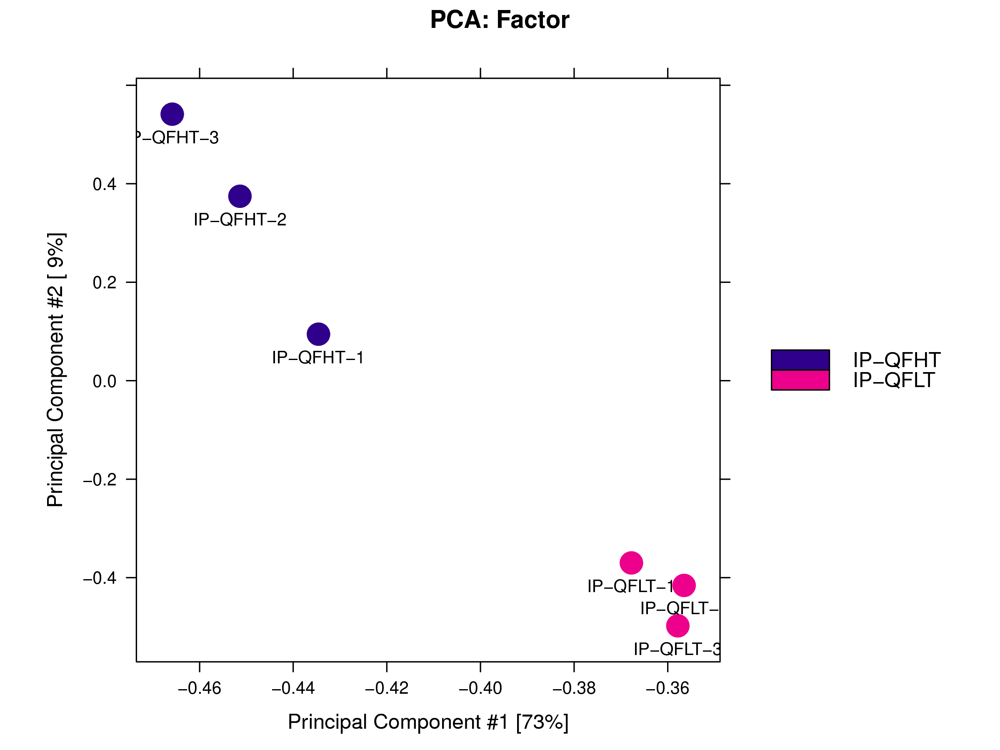 PCA: Factor
P−QFHT−3
IP−QFHT−2
IP−QFHT−1
IP−QFLT−1
IP−QFLT−
IP−QFLT−3
0.4
0.2
0.0
−0.2
−0.4
Principal Component #2 [ 9%]
−0.46 −0.44 −0.42 −0.40 −0.38 −0.36
Principal Component #1 [73%]
IP−QFHT
IP−QFLT